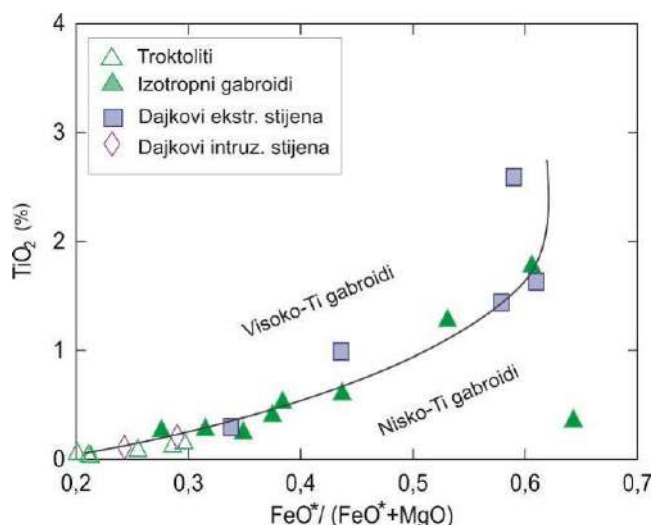 4
3
2
1
0
TiO₂ (%)
Troktoliti
Izotropni gabroidi
Dajkovi ekstr. stijena
Dajkovi intruz. stijena
Visoko-Ti gabroidi
Nisko-Ti gabroidi
0,2 0,3 0,4 0,5 0,6 0,7
FeO*/ (FeO*+MgO)